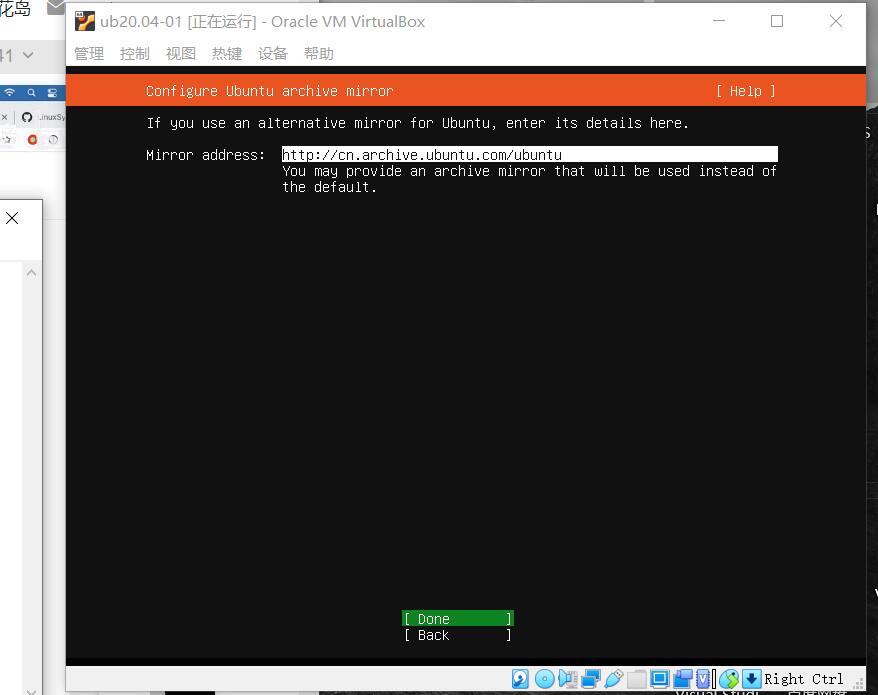 花岛
ub20.04-01 [正在运行] - Oracle VM VirtualBox
41
管理 控制 视图 热键 设备 帮助
Configure Ubuntu archive mirror [ Help ]
If you use an alternative mirror for Ubuntu, enter its details here.
Mirror address: http://cn.archive.ubuntu.com/ubuntu
You may provide an archive mirror that will be used instead of
the default.
[ Done ]
[ Back ]
Right Ctrl